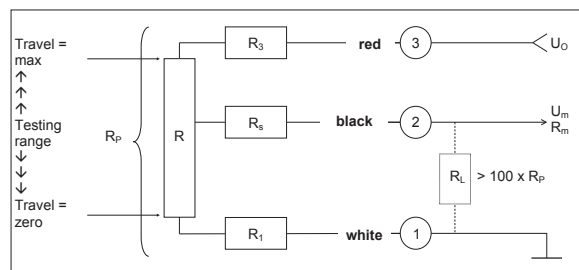 Travel =
max
↑
↑
↑
Testing
range
↓
↓
↓
Travel =
zero
R_P
R
R_3
red
3
U_O
R_s
black
2
U_m
R_m
R_L > 100 x R_P
R_1
white
1